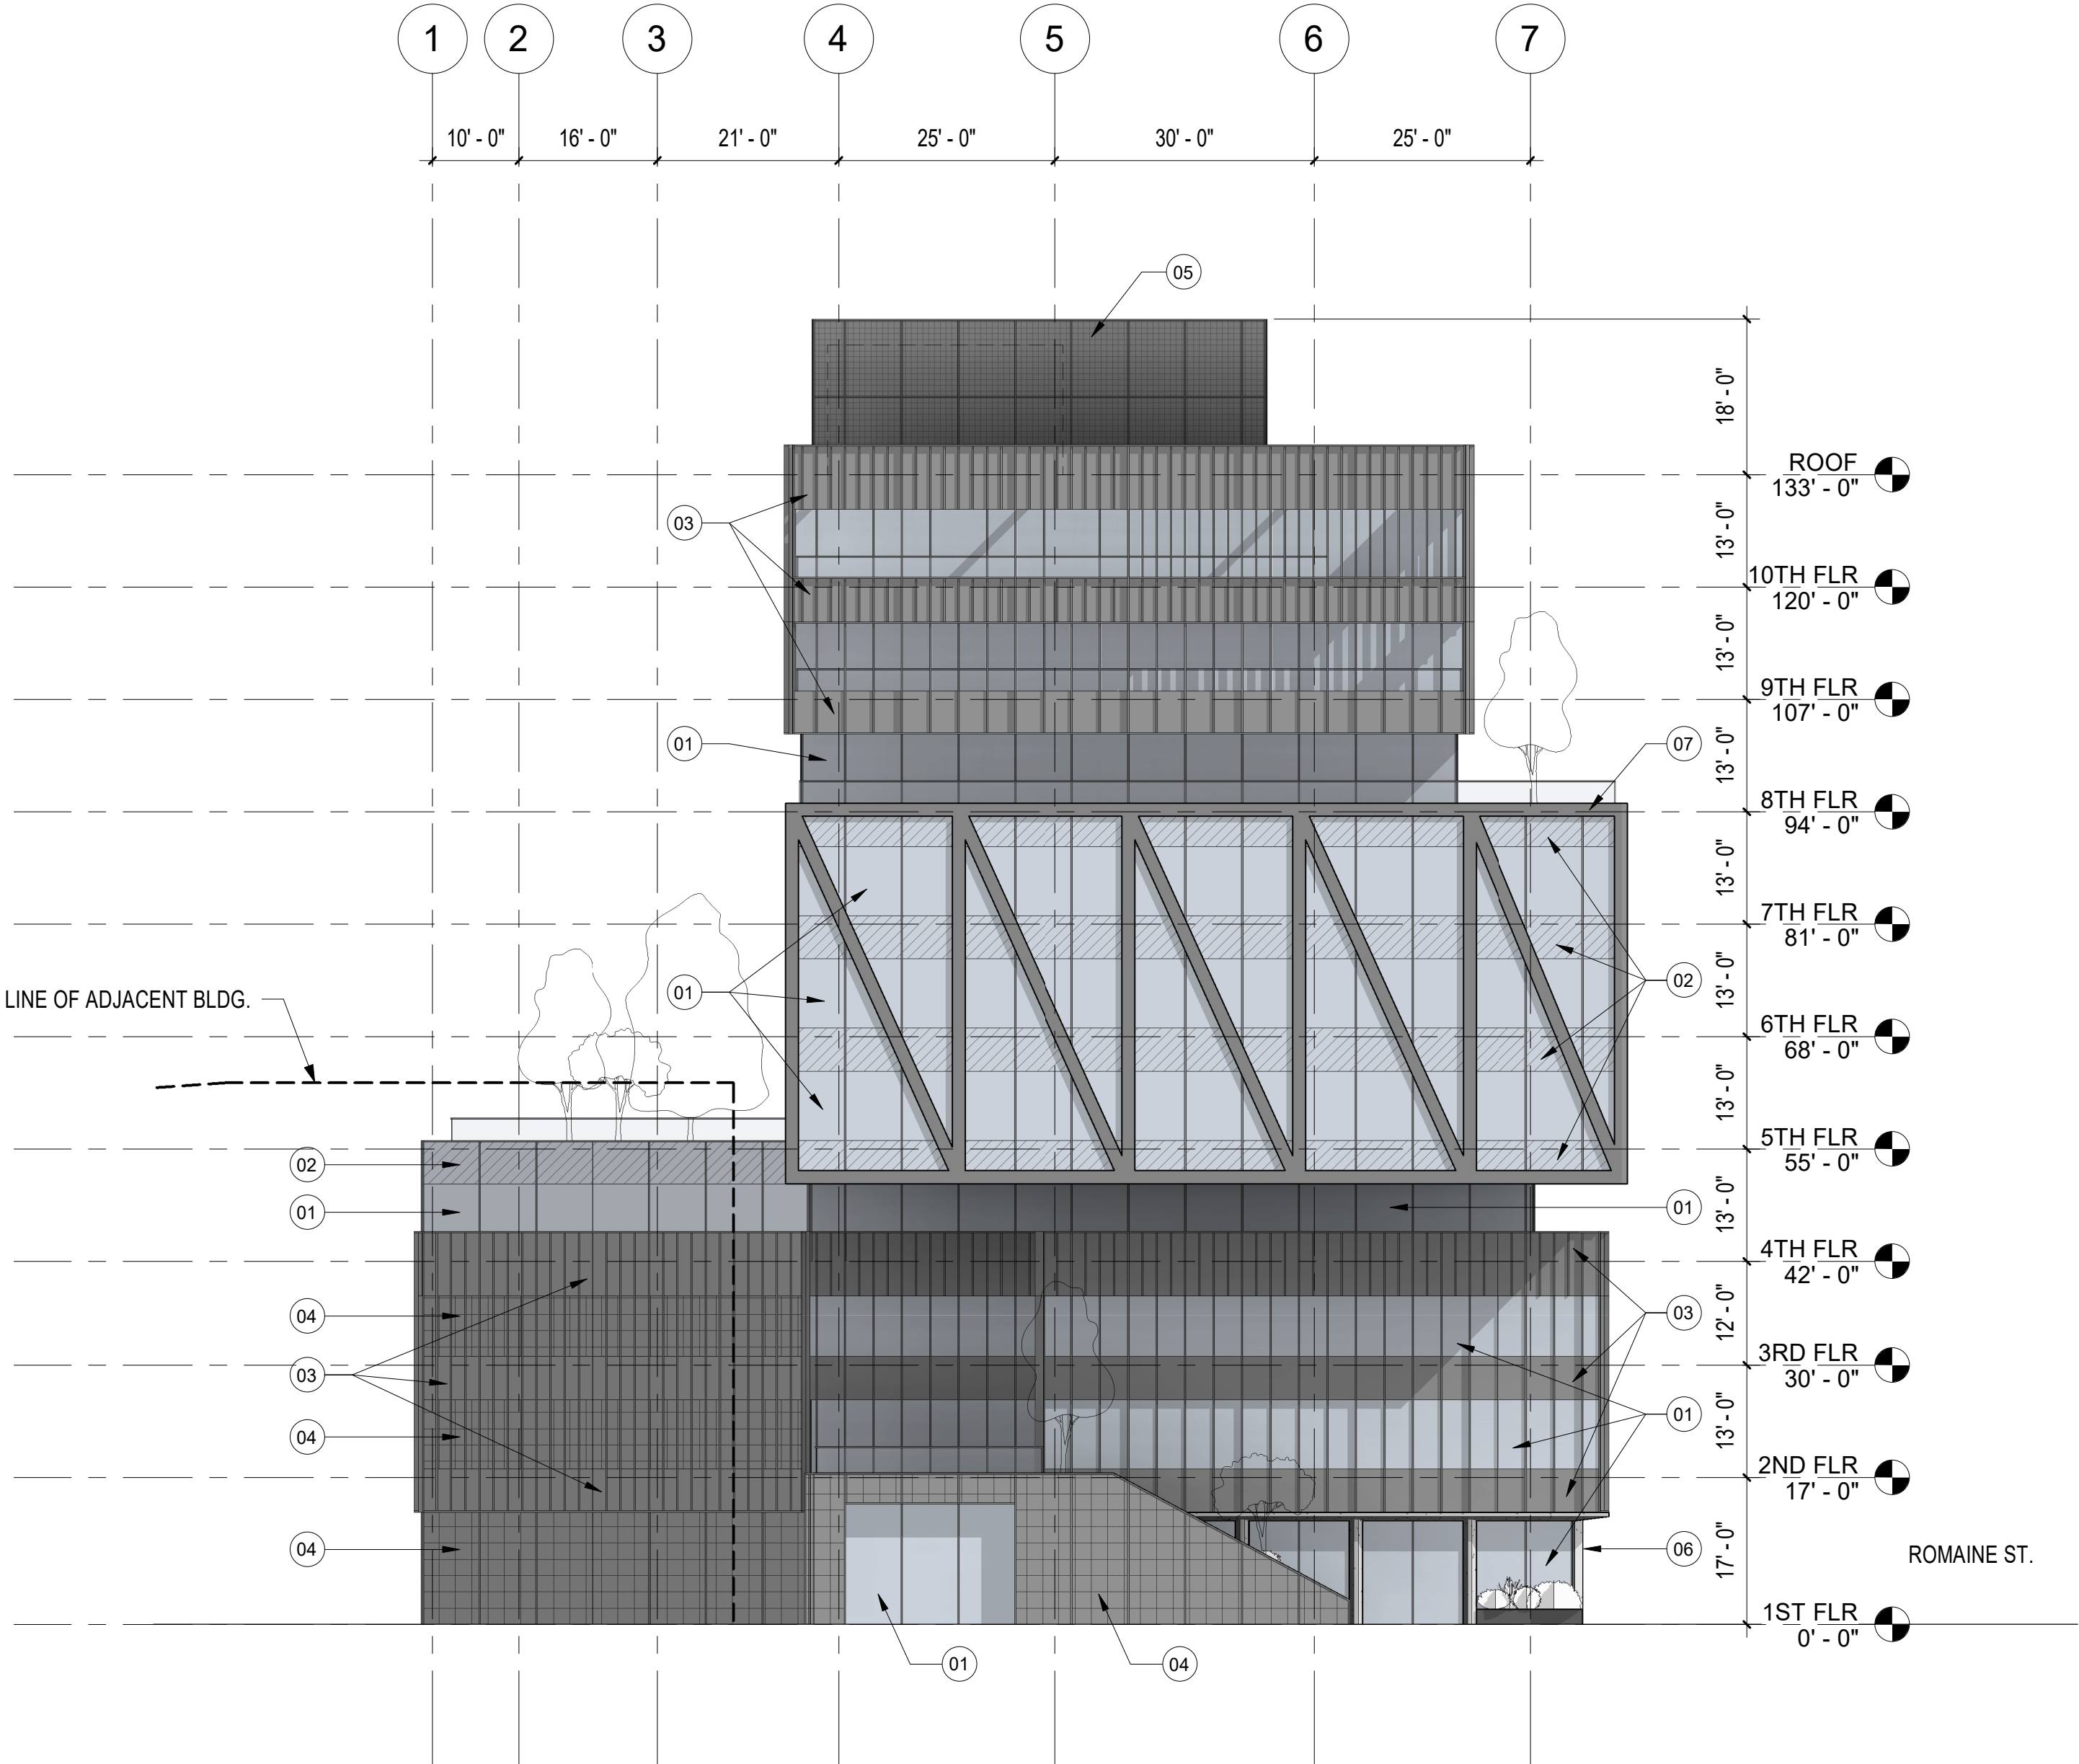 1 2 3 4 5 6 7
10' - 0" 16' - 0" 21' - 0" 25' - 0" 30' - 0" 25' - 0"
05
18' - 0"
ROOF
133' - 0"
03
13' - 0"
10TH FLR
120' - 0"
13' - 0"
9TH FLR
107' - 0"
01
07
13' - 0"
8TH FLR
94' - 0"
13' - 0"
7TH FLR
81' - 0"
LINE OF ADJACENT BLDG.
01
02
13' - 0"
6TH FLR
68' - 0"
13' - 0"
5TH FLR
55' - 0"
02
01
01
13' - 0"
4TH FLR
42' - 0"
04
03
12' - 0"
3RD FLR
30' - 0"
03
04
01
13' - 0"
2ND FLR
17' - 0"
04
06
17' - 0"
ROMAINE ST.
1ST FLR
0' - 0"
01
04